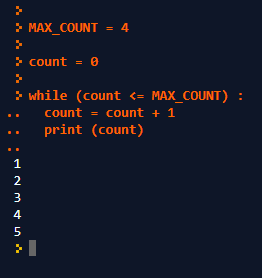 >
> MAX_COUNT = 4
>
> count = 0
>
> while (count <= MAX_COUNT) :
..   count = count + 1
..   print (count)
..
1
2
3
4
5
>